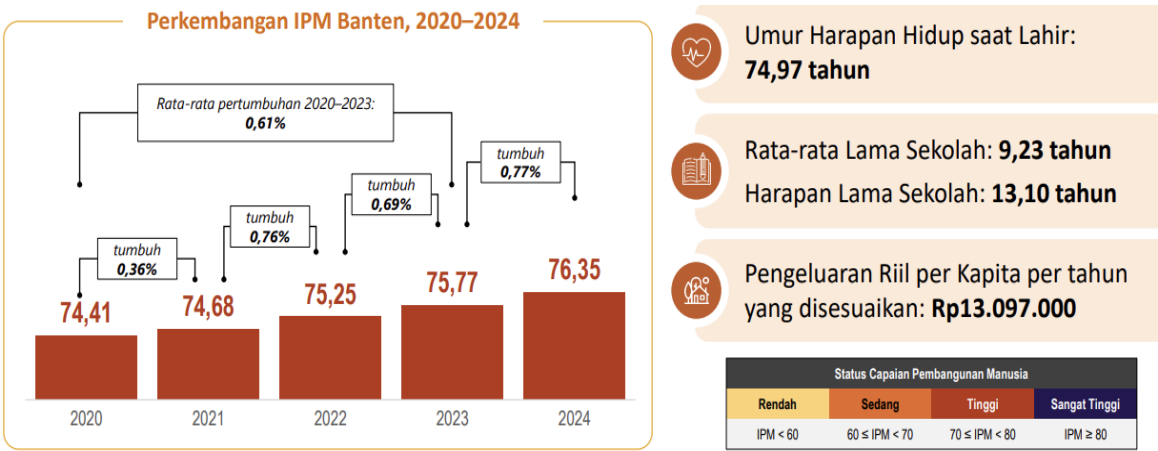 Perkembangan IPM Banten, 2020–2024
Rata-rata pertumbuhan 2020–2023:
0,61%
tumbuh
0,36%
tumbuh
0,76%
tumbuh
0,69%
tumbuh
0,77%
74,41
74,68
75,25
75,77
76,35
2020
2021
2022
2023
2024
Umur Harapan Hidup saat Lahir:
74,97 tahun
Rata-rata Lama Sekolah: 9,23 tahun
Harapan Lama Sekolah: 13,10 tahun
Pengeluaran Riil per Kapita per tahun
yang disesuaikan: Rp13.097.000
Status Capaian Pembangunan Manusia
Rendah Sedang Tinggi Sangat Tinggi
IPM < 60 60 ≤ IPM < 70 70 ≤ IPM < 80 IPM ≥ 80